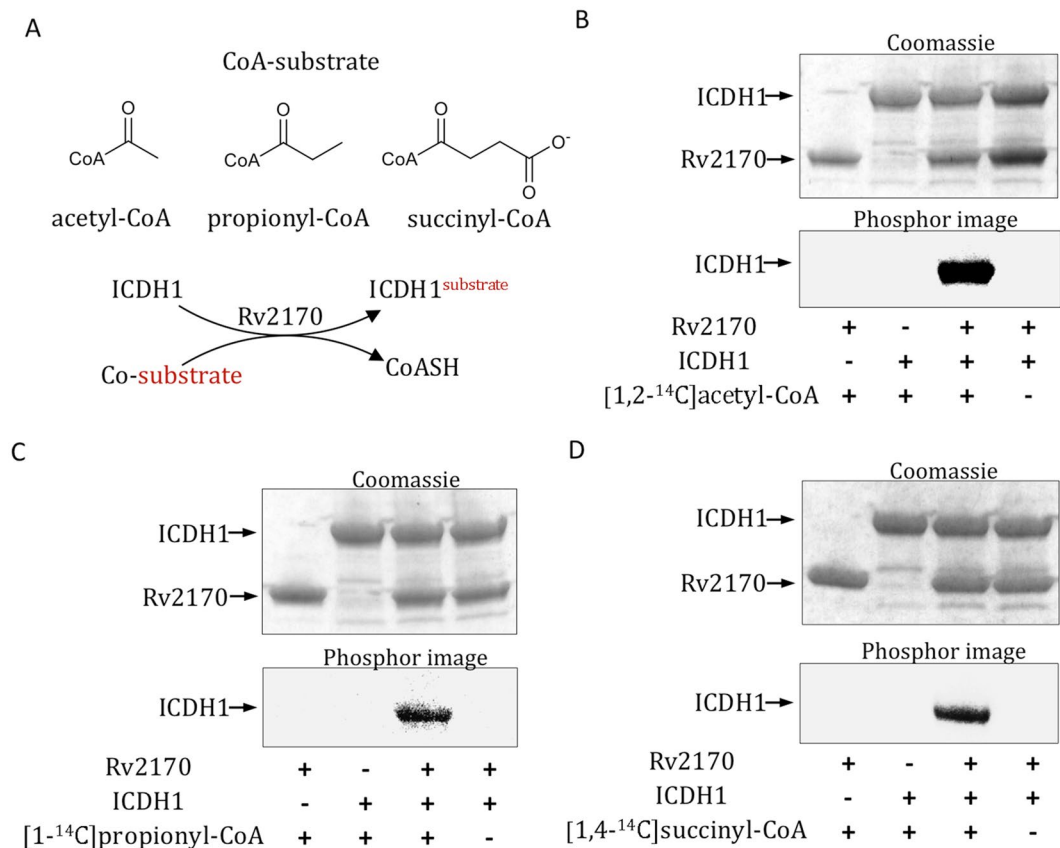 A
CoA-substrate
O
CoA
acetyl-CoA
O
CoA
propionyl-CoA
O
CoA
O-
O
succinyl-CoA
ICDH1
ICDH1substrate
Rv2170
Co-substrate
CoASH
B
Coomassie
ICDH1
Rv2170
Phosphor image
ICDH1
Rv2170 + - + +
ICDH1 - + + +
[1,2-¹⁴C]acetyl-CoA + + + -
C
Coomassie
ICDH1
Rv2170
Phosphor image
ICDH1
Rv2170 + - + +
ICDH1 - + + +
[1-¹⁴C]propionyl-CoA + + + -
D
Coomassie
ICDH1
Rv2170
Phosphor image
ICDH1
Rv2170 + - + +
ICDH1 - + + +
[1,4-¹⁴C]succinyl-CoA + + + -